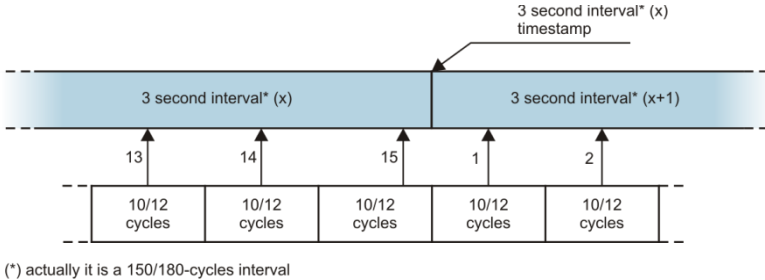 3 second interval* (x)
timestamp
3 second interval* (x)
3 second interval* (x+1)
13
14
15
1
2
10/12
cycles
10/12
cycles
10/12
cycles
10/12
cycles
10/12
cycles
(*) actually it is a 150/180-cycles interval